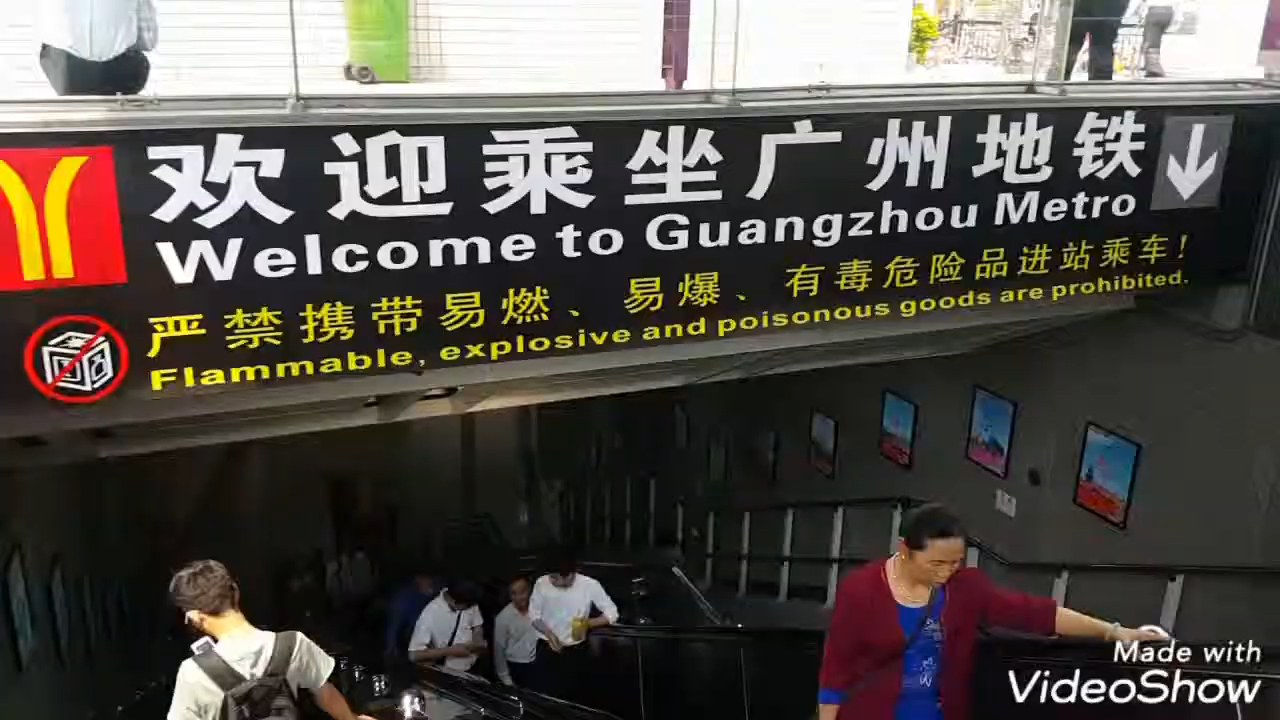 欢迎乘坐广州地铁
Welcome to Guangzhou Metro
严禁携带易燃、易爆、有毒危险品进站乘车!
Flammable, explosive and poisonous goods are prohibited.
Made with
VideoShow